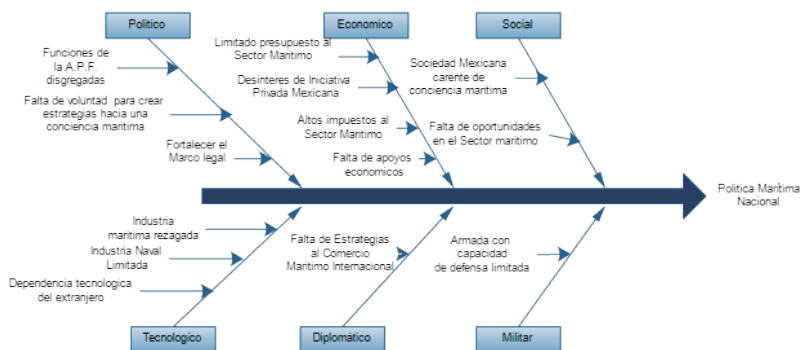 Politico
Economico
Social
Funciones de
la A.P.F.
disgregadas
Falta de voluntad para crear
estrategias hacia una
conciencia maritima
Fortalecer el
Marco legal
Limitado presupuesto al
Sector Maritimo
Desinteres de Iniciativa
Privada Mexicana
Altos impuestos al
Sector Maritimo
Falta de apoyos
economicos
Sociedad Mexicana
carente de
conciencia maritima
Falta de oportunidades
en el Sector maritimo
Politica Marítima
Nacional
Industria
maritima rezagada
Industria Naval
Limitada
Dependencia tecnologica
del extranjero
Falta de Estrategias
al Comercio
Maritimo Internacional
Armada con
capacidad
de defensa limitada
Tecnologico
Diplomático
Militar